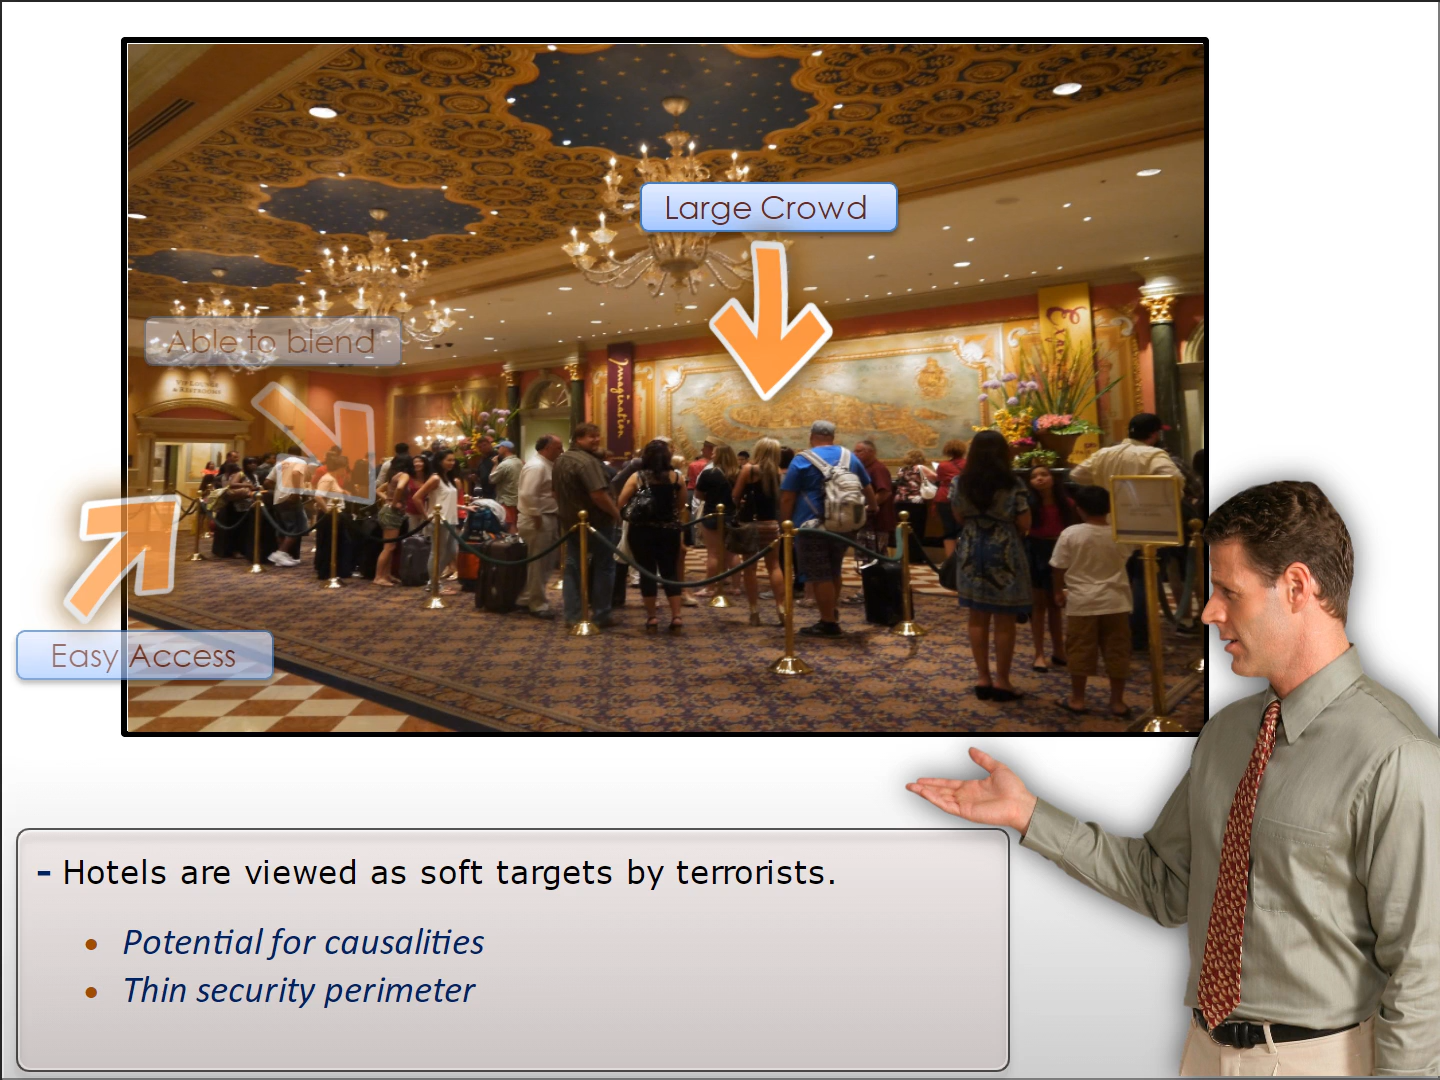 Large Crowd
Able to blend
Imagination
Easy Access
- Hotels are viewed as soft targets by terrorists.
• Potential for causalities
• Thin security perimeter